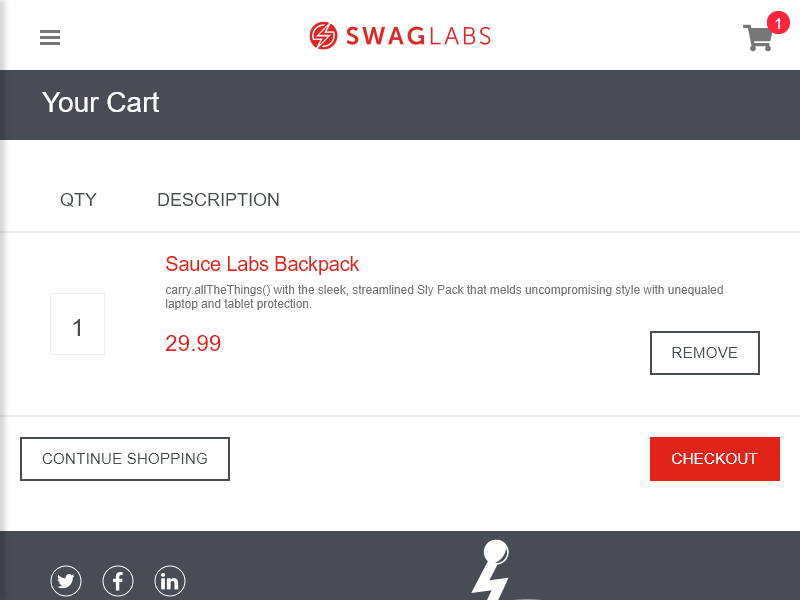 SWAGLABS
1
Your Cart
QTY DESCRIPTION
Sauce Labs Backpack
carry.allTheThings() with the sleek, streamlined Sly Pack that melds uncompromising style with unequaled
laptop and tablet protection.
1
29.99
REMOVE
CONTINUE SHOPPING
CHECKOUT